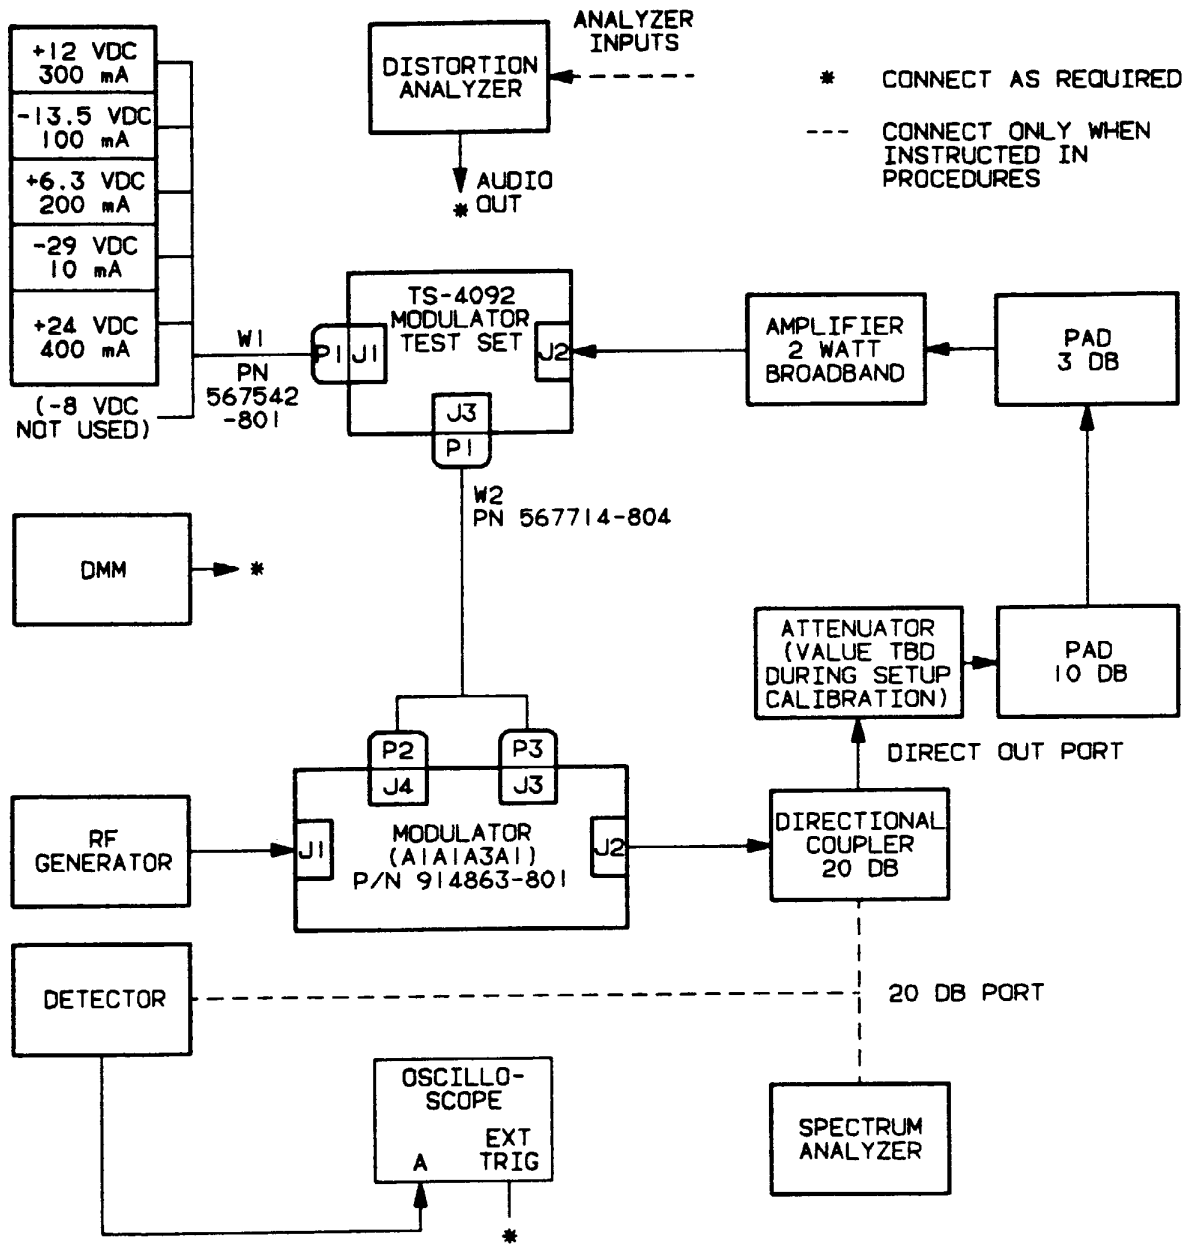 +12 VDC
300 mA
-13.5 VDC
100 mA
+6.3 VDC
200 mA
-29 VDC
10 mA
+24 VDC
400 mA
(-8 VDC
NOT USED)
W1
PN
567542
-801
DISTORTION
ANALYZER
ANALYZER
INPUTS
* AUDIO
OUT
* CONNECT AS REQUIRED
--- CONNECT ONLY WHEN
INSTRUCTED IN
PROCEDURES
TS-4092
MODULATOR
TEST SET
P1 J1
J2
J3
P1
AMPLIFIER
2 WATT
BROADBAND
PAD
3 DB
W2
PN 567714-804
DMM
*
ATTENUATOR
(VALUE TBD
DURING SETUP
CALIBRATION)
PAD
10 DB
DIRECT OUT PORT
P2
J4
P3
J3
RF
GENERATOR
J1
MODULATOR
(A1A1A3A1)
P/N 914863-801
J2
DIRECTIONAL
COUPLER
20 DB
DETECTOR
20 DB PORT
OSCILLO-
SCOPE
EXT
A TRIG
*
SPECTRUM
ANALYZER